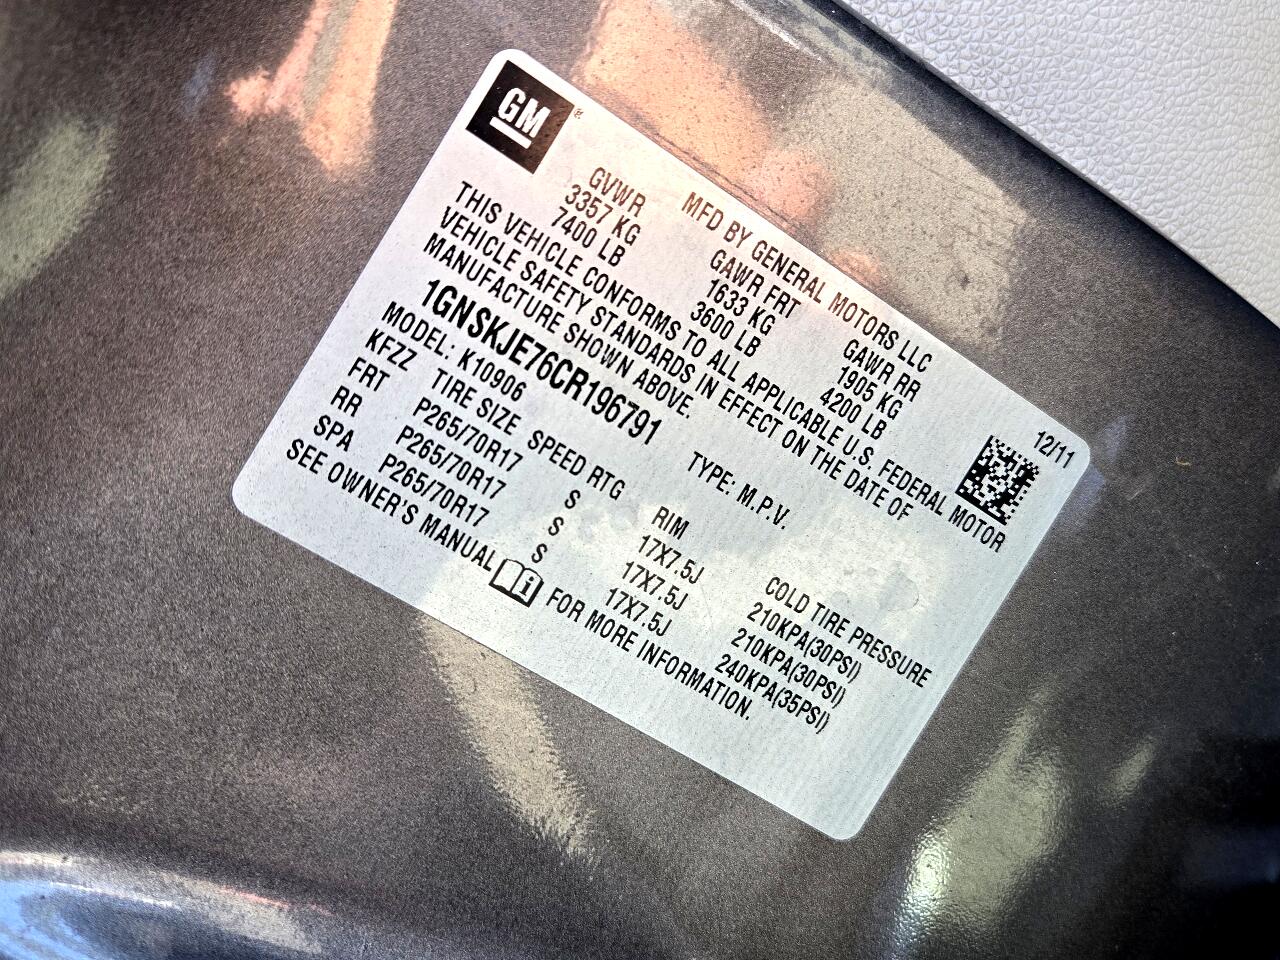 GM
MFD BY GENERAL MOTORS LLC 12/11
GVWR GAWR FRT GAWR RR
3357 KG 1633 KG 1905 KG
7400 LB 3600 LB 4200 LB
THIS VEHICLE CONFORMS TO ALL APPLICABLE U.S. FEDERAL MOTOR
VEHICLE SAFETY STANDARDS IN EFFECT ON THE DATE OF
MANUFACTURE SHOWN ABOVE.
1GNSKJE76CR196791 TYPE: M.P.V.
MODEL: K10906
KFZZ TIRE SIZE SPEED RTG RIM COLD TIRE PRESSURE
FRT P265/70R17 S 17X7.5J 210KPA(30PSI)
RR P265/70R17 S 17X7.5J 210KPA(30PSI)
SPA P265/70R17 S 17X7.5J 240KPA(35PSI)
SEE OWNER'S MANUAL i FOR MORE INFORMATION.